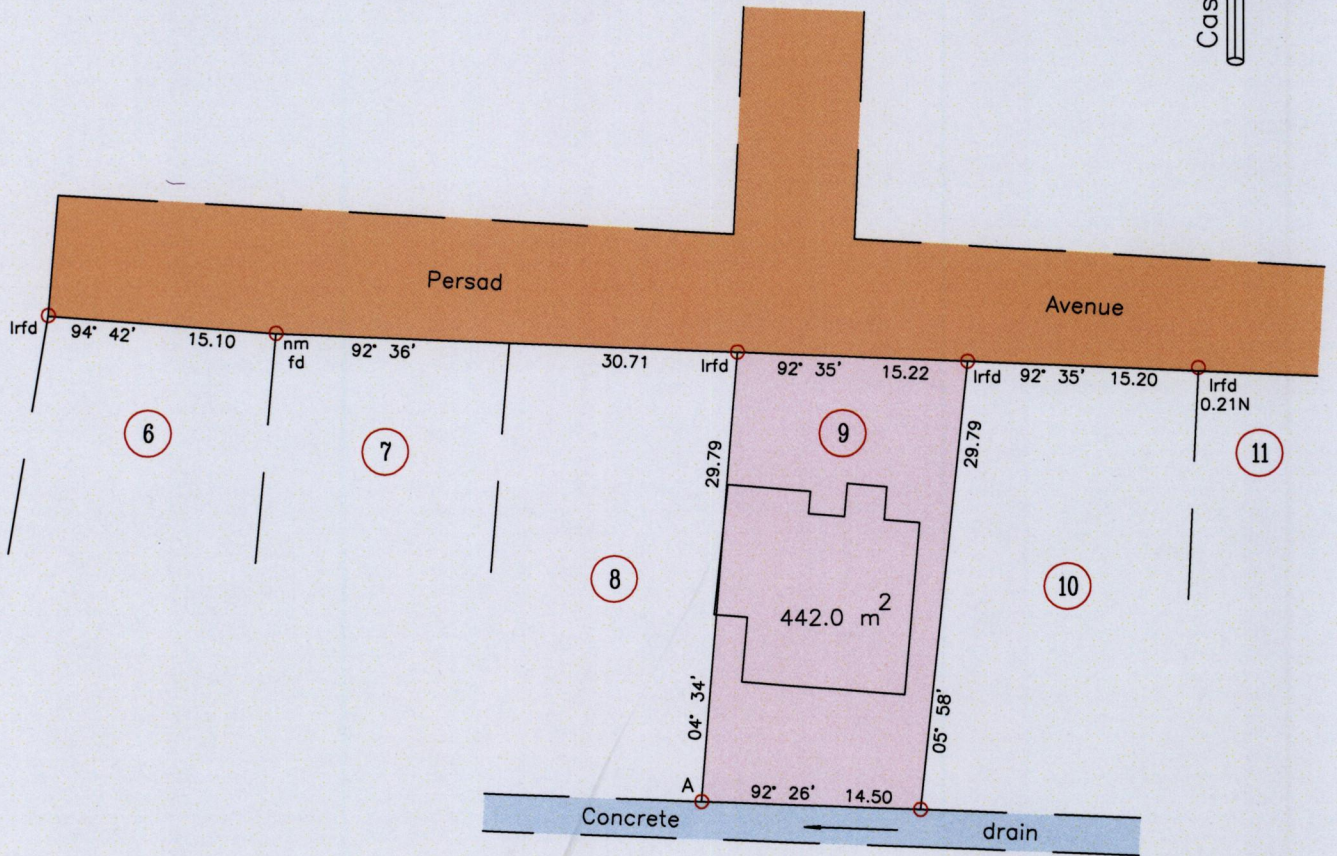 Cas
Persad
Avenue
Irfd
94° 42'
15.10
nm
fd
92° 36'
30.71
Irfd
92° 35'
15.22
Irfd
92° 35'
15.20
Irfd
0.21N
6
7
8
9
10
11
29.79
29.79
442.0 m²
04° 34'
05° 58'
A
92° 26'
14.50
Concrete
drain